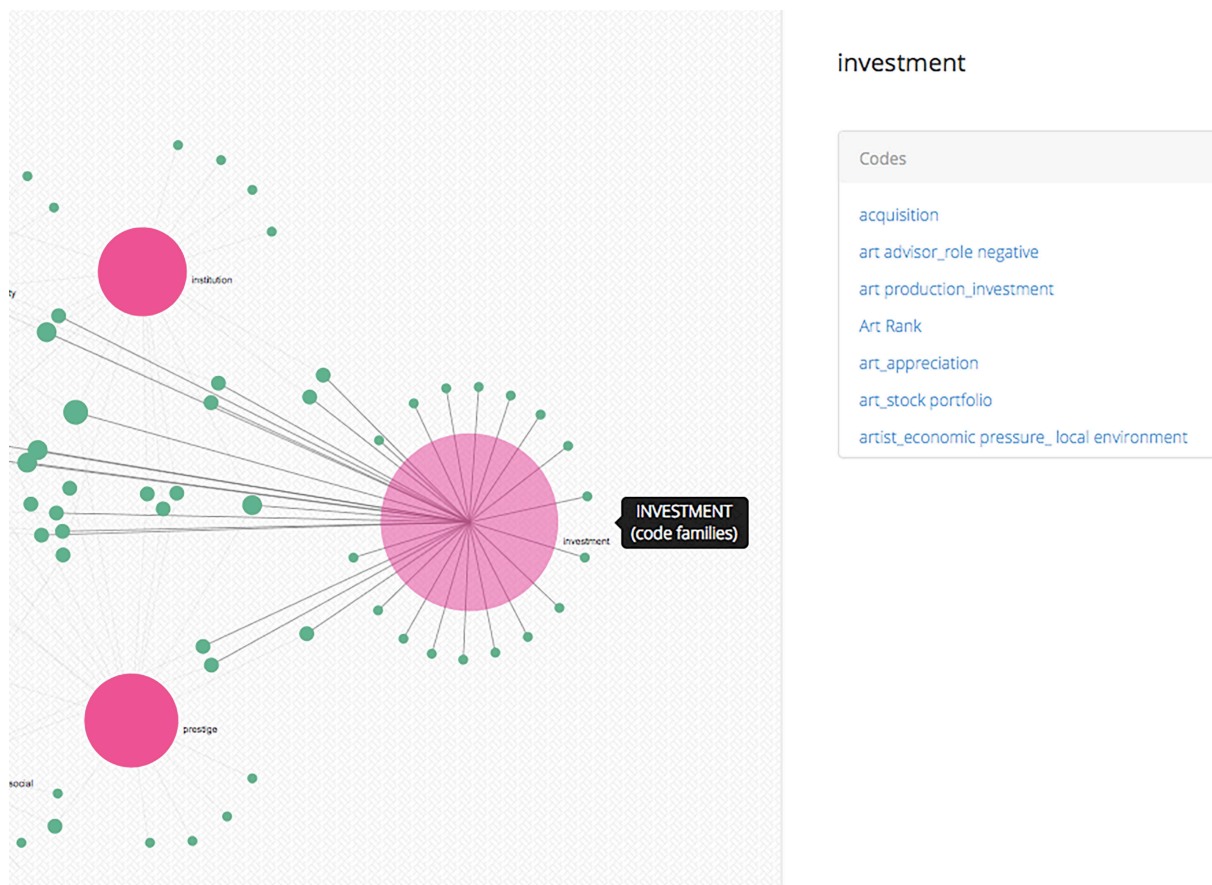 investment
Codes
acquisition
art advisor_role negative
art production_investment
Art Rank
art_appreciation
art_stock portfolio
artist_economic pressure_ local environment
institution
ty
INVESTMENT
(code families)
investment
prestige
social